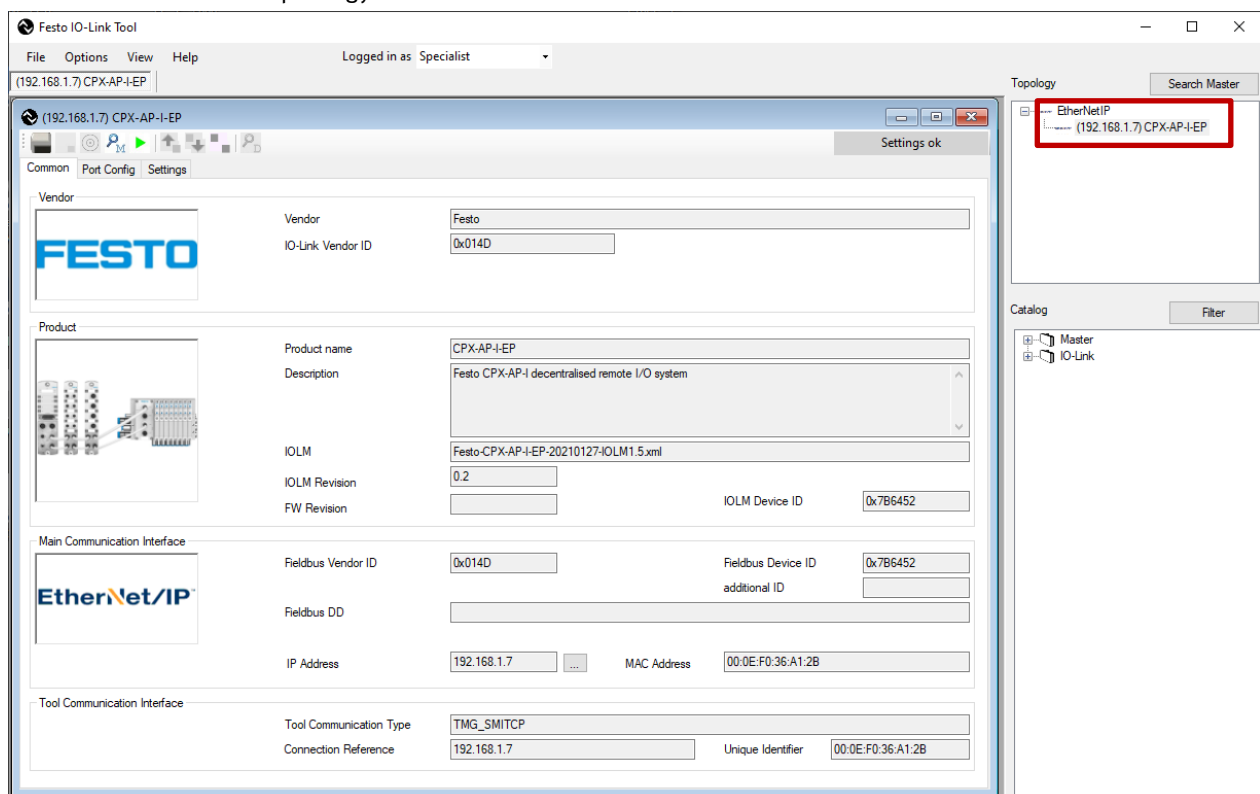 Festo IO-Link Tool
File Options View Help Logged in as Specialist
(192.168.1.7) CPX-AP-I-EP
Topology Search Master
EtherNetIP
(192.168.1.7) CPX-AP-I-EP
(192.168.1.7) CPX-AP-I-EP
Settings ok
Common Port Config Settings
Vendor
FESTO
Vendor Festo
IO-Link Vendor ID 0x014D
Catalog Filter
Master
IO-Link
Product
Product name CPX-AP-I-EP
Description Festo CPX-AP-I decentralised remote I/O system
IOLM Festo-CPX-AP-I-EP-20210127-IOLM1.5.xml
IOLM Revision 0.2
FW Revision IOLM Device ID 0x7B6452
Main Communication Interface
EtherNet/IP
Fieldbus Vendor ID 0x014D Fieldbus Device ID 0x7B6452
additional ID
Fieldbus DD
IP Address 192.168.1.7 ... MAC Address 00:0E:F0:36:A1:2B
Tool Communication Interface
Tool Communication Type TMG_SMITCP
Connection Reference 192.168.1.7 Unique Identifier 00:0E:F0:36:A1:2B